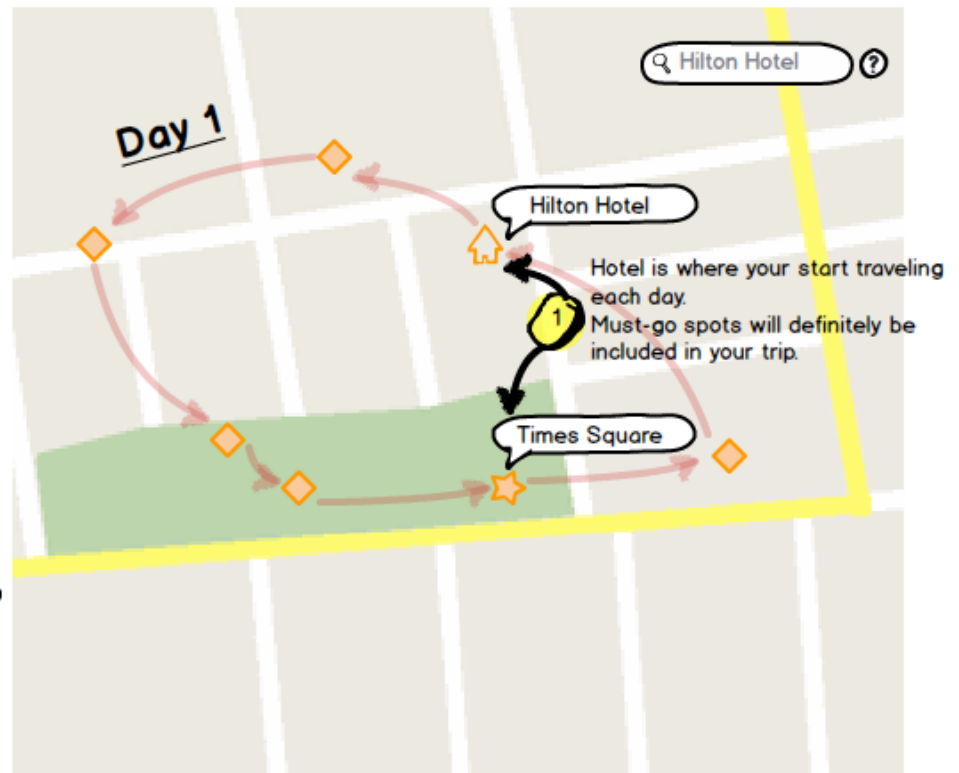 Hilton Hotel
?
Day 1
Hilton Hotel
Hotel is where your start traveling
each day.
1
Must-go spots will definitely be
included in your trip.
Times Square